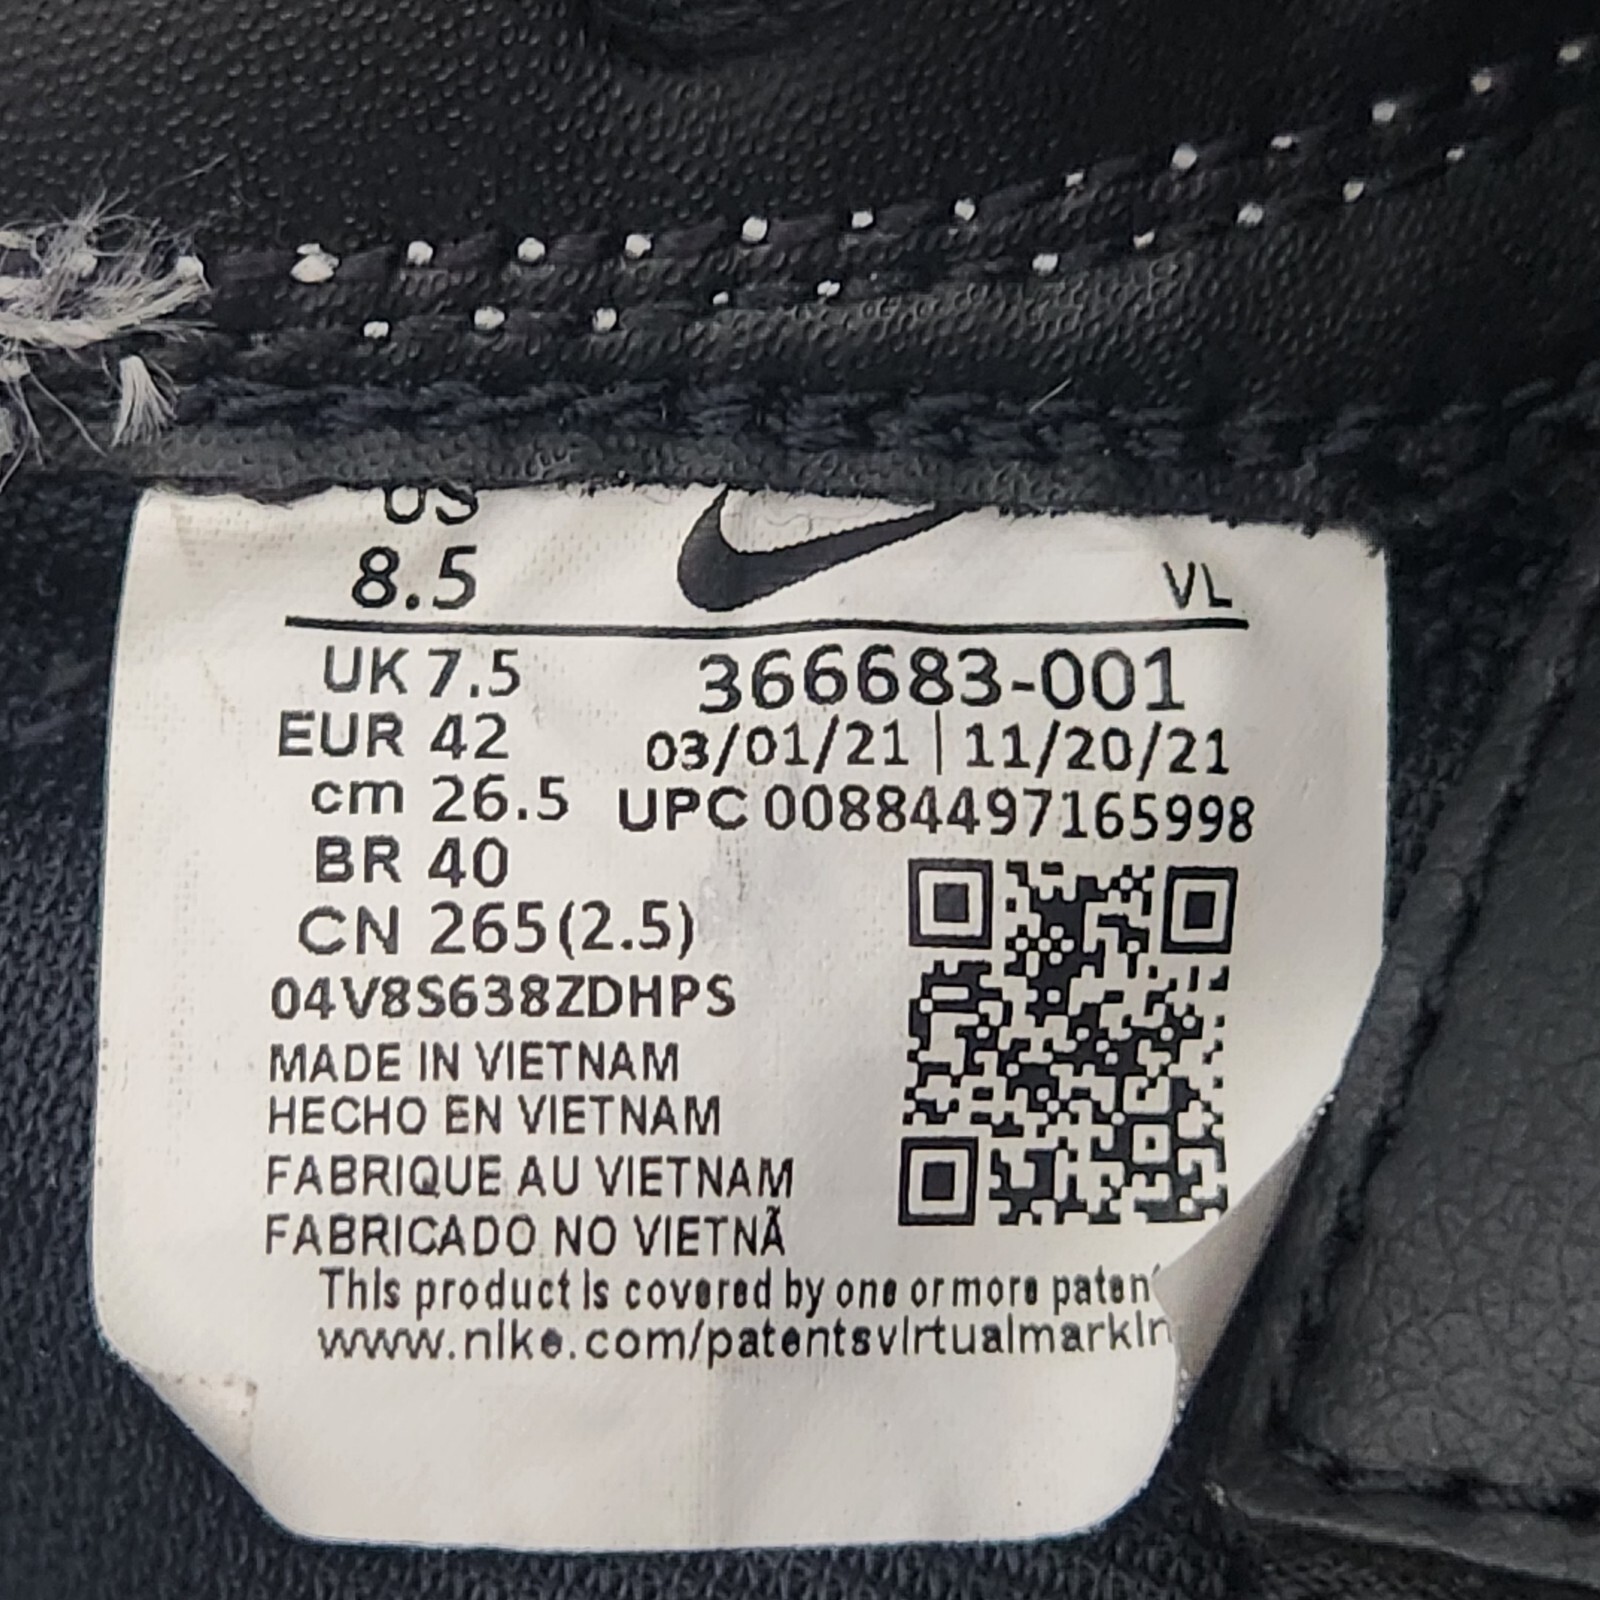 US
8.5
VL
UK 7.5
366683-001
EUR 42
03/01/21 | 11/20/21
cm 26.5
UPC 00884497165998
BR 40
CN 265(2.5)
04V8S638ZDHPS
MADE IN VIETNAM
HECHO EN VIETNAM
FABRIQUE AU VIETNAM
FABRICADO NO VIETNÃ
This product is covered by one or more paten
www.nike.com/patentsvirtualmarkin